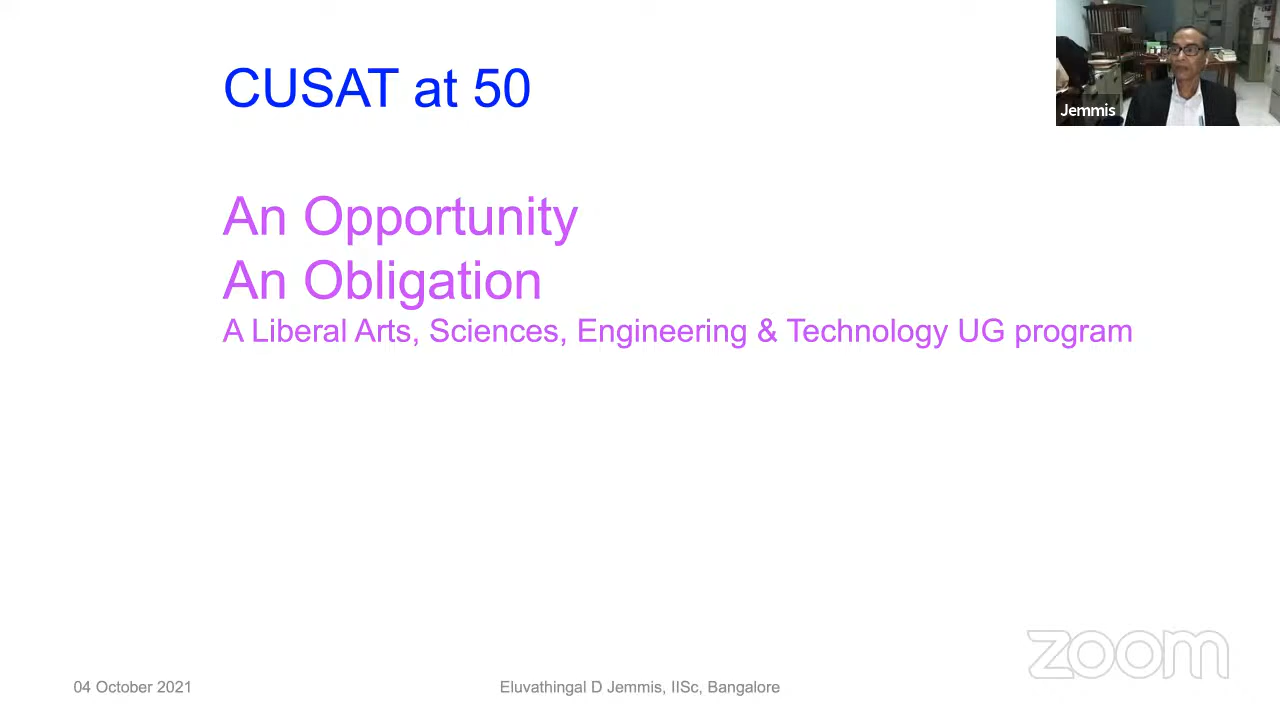 CUSAT at 50
Jemmis
An Opportunity
An Obligation
A Liberal Arts, Sciences, Engineering & Technology UG program
zoom
04 October 2021
Eluvathingal D Jemmis, IISc, Bangalore